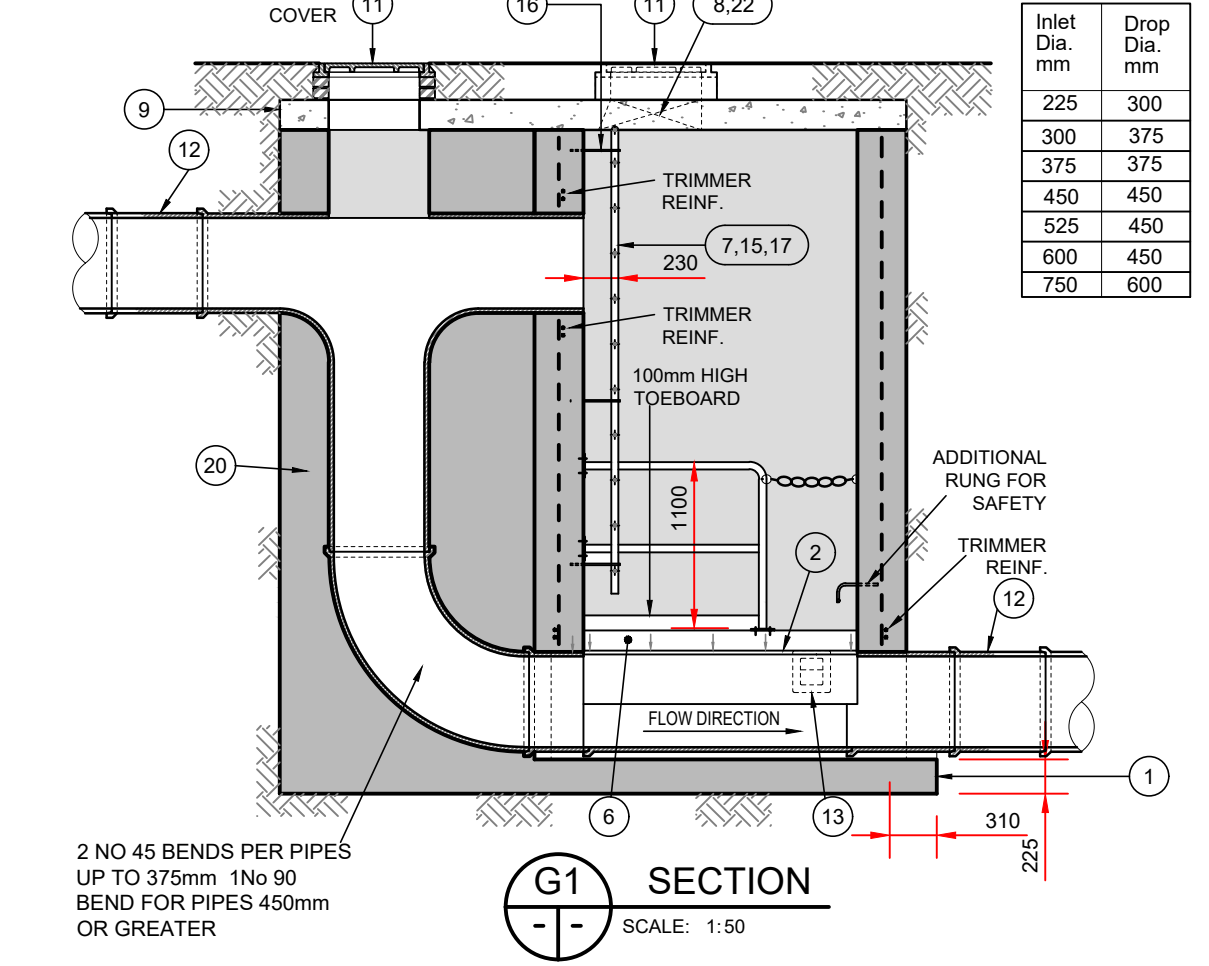 COVER
11
16
11
8,22
Inlet Dia. mm
Drop Dia. mm
225 300
300 375
375 375
450 450
525 450
600 450
750 600
9
12
TRIMMER
REINF.
7,15,17
230
TRIMMER
REINF.
100mm HIGH
TOEBOARD
20
1100
ADDITIONAL
RUNG FOR
SAFETY
2
TRIMMER
REINF.
12
FLOW DIRECTION
1
6
13
310
225
2 NO 45 BENDS PER PIPES
UP TO 375mm 1No 90
BEND FOR PIPES 450mm
OR GREATER
G1
- -
SECTION
SCALE: 1:50